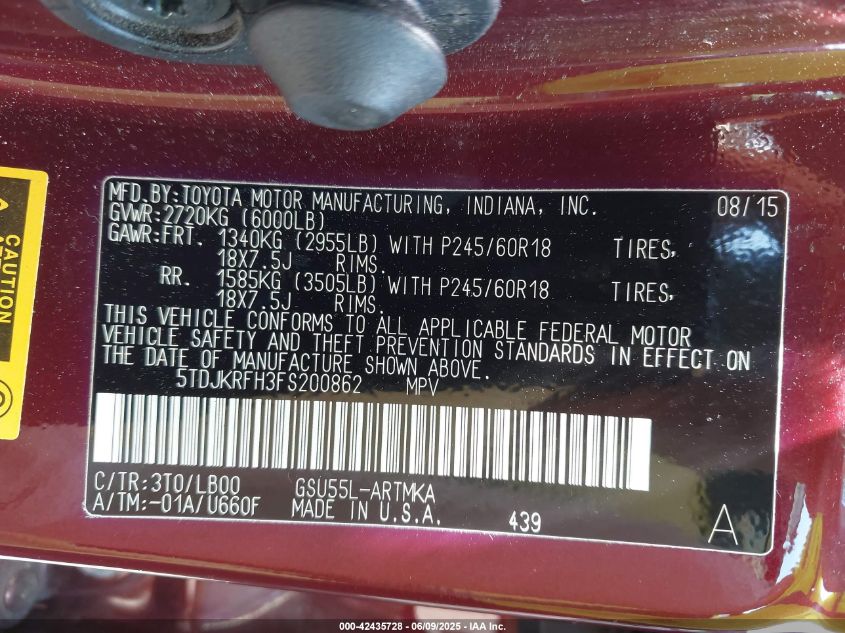 MFD.BY:TOYOTA MOTOR MANUFACTURING, INDIANA, INC. 08/15
GVWR:2720KG (6000LB)
GAWR:FRT. 1340KG (2955LB) WITH P245/60R18 TIRES,
18X7.5J RIMS.
RR. 1585KG (3505LB) WITH P245/60R18 TIRES,
18X7.5J RIMS.
THIS VEHICLE CONFORMS TO ALL APPLICABLE FEDERAL MOTOR
VEHICLE SAFETY AND THEFT PREVENTION STANDARDS IN EFFECT ON
THE DATE OF MANUFACTURE SHOWN ABOVE.
5TDJKRFH3FS200862 MPV
C/TR:3T0/LB00 GSU55L-ARTMKA
A/TM:-01A/U660F MADE IN U.S.A. 439 A
CAUTION
000-42435728 - 06/09/2025 - IAA Inc.